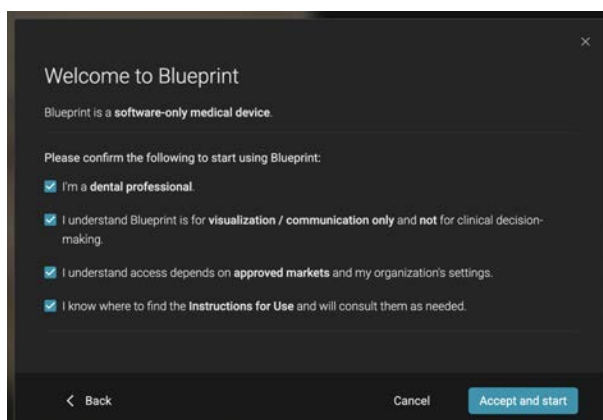 Welcome to Blueprint
Blueprint is a software-only medical device.
Please confirm the following to start using Blueprint:
I'm a dental professional.
I understand Blueprint is for visualization / communication only and not for clinical decision-
making.
I understand access depends on approved markets and my organization's settings.
I know where to find the Instructions for Use and will consult them as needed.
Back
Cancel
Accept and start